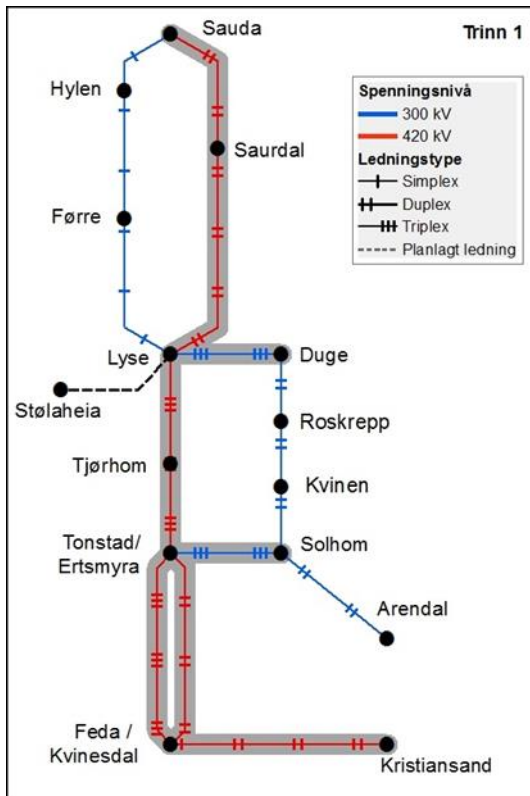 Trinn 1
Sauda
Hylen
Spenningsnivå
300 kV
420 kV
Ledningstype
Simplex
Duplex
Triplex
Planlagt ledning
Saurdal
Førre
Lyse
Duge
Stølaheia
Roskrepp
Tjørhom
Kvinen
Tonstad/
Ertsmyra
Solhom
Arendal
Feda /
Kvinesdal
Kristiansand